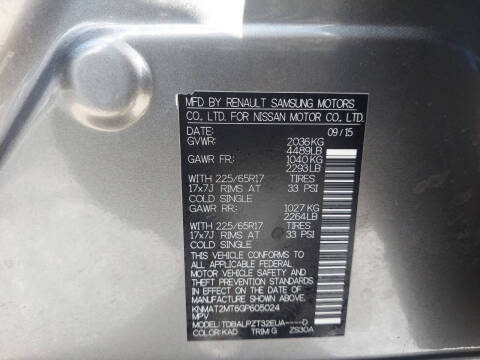 MFD BY RENAULT SAMSUNG MOTORS
CO., LTD. FOR NISSAN MOTOR CO., LTD.
DATE: 09/15
GVWR: 2036KG
4489LB
GAWR FR: 1040KG
2293LB
WITH 225/65R17 TIRES
17x7J RIMS AT 33 PSI
COLD SINGLE
GAWR RR: 1027KG
2264LB
WITH 225/65R17 TIRES
17x7J RIMS AT 33 PSI
COLD SINGLE
THIS VEHICLE CONFORMS TO ALL
APPLICABLE FEDERAL
MOTOR VEHICLE SAFETY AND
THEFT PREVENTION STANDARDS
IN EFFECT ON THE DATE OF
MANUFACTURE SHOWN ABOVE.
KNMAT2MT6GP605024
MPV
MODEL:TDBALPZT32EUA-----D
COLOR:KAD TRIM:G ZS30A